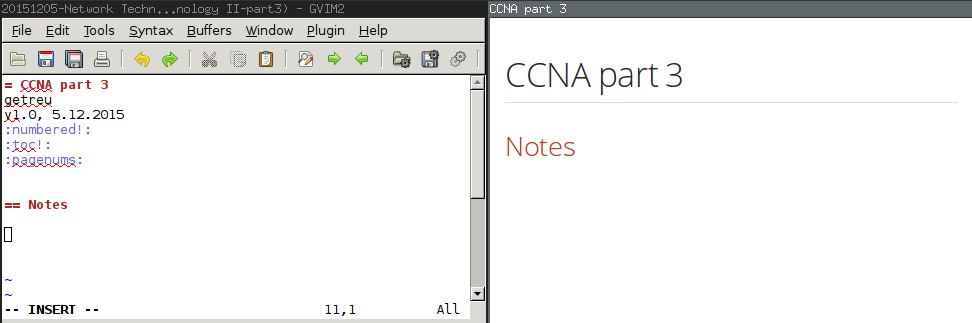 20151205-Network Techn...nology II-part3) - GVIM2
File Edit Tools Syntax Buffers Window Plugin Help
= CCNA part 3
getreu
v1.0, 5.12.2015
:numbered!:
:toc!:
:pagenums:
== Notes
~
~
-- INSERT -- 11,1 All
CCNA part 3
CCNA part 3
Notes